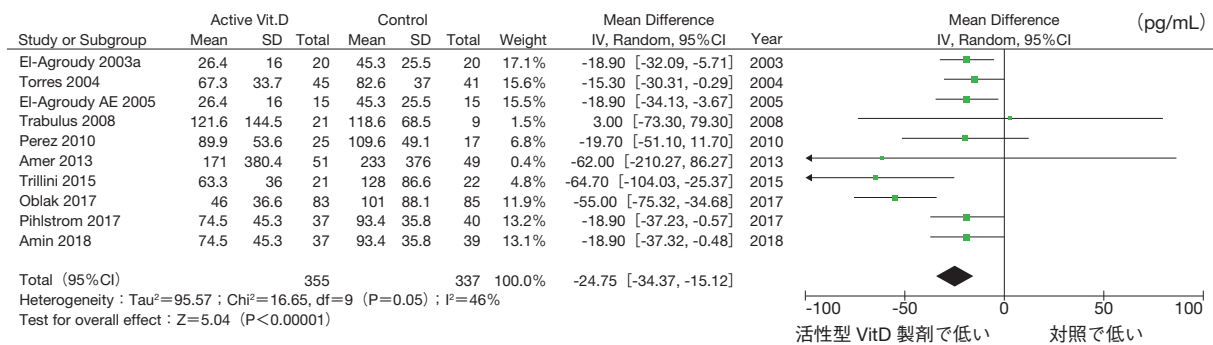 Active Vit.D Control Mean Difference Mean Difference (pg/mL)
Study or Subgroup Mean SD Total Mean SD Total Weight IV, Random, 95%CI Year IV, Random, 95%CI
El-Agroudy 2003a 26.4 16 20 45.3 25.5 20 17.1% -18.90［-32.09, -5.71］ 2003
Torres 2004 67.3 33.7 45 82.6 37 41 15.6% -15.30［-30.31, -0.29］ 2004
El-Agroudy AE 2005 26.4 16 15 45.3 25.5 15 15.5% -18.90［-34.13, -3.67］ 2005
Trabulus 2008 121.6 144.5 21 118.6 68.5 9 1.5% 3.00［-73.30, 79.30］ 2008
Perez 2010 89.9 53.6 25 109.6 49.1 17 6.8% -19.70［-51.10, 11.70］ 2010
Amer 2013 171 380.4 51 233 376 49 0.4% -62.00［-210.27, 86.27］ 2013
Trillini 2015 63.3 36 21 128 86.6 22 4.8% -64.70［-104.03, -25.37］ 2015
Oblak 2017 46 36.6 83 101 88.1 85 11.9% -55.00［-75.32, -34.68］ 2017
Pihlstrom 2017 74.5 45.3 37 93.4 35.8 40 13.2% -18.90［-37.23, -0.57］ 2017
Amin 2018 74.5 45.3 37 93.4 35.8 39 13.1% -18.90［-37.32, -0.48］ 2018
Total（95%CI） 355 337 100.0% -24.75［-34.37, -15.12］
Heterogeneity：Tau²＝95.57；Chi²＝16.65, df＝9（P＝0.05）；I²＝46%
Test for overall effect：Z＝5.04（P＜0.00001）
-100 -50 0 50 100
活性型 VitD 製剤で低い 対照で低い